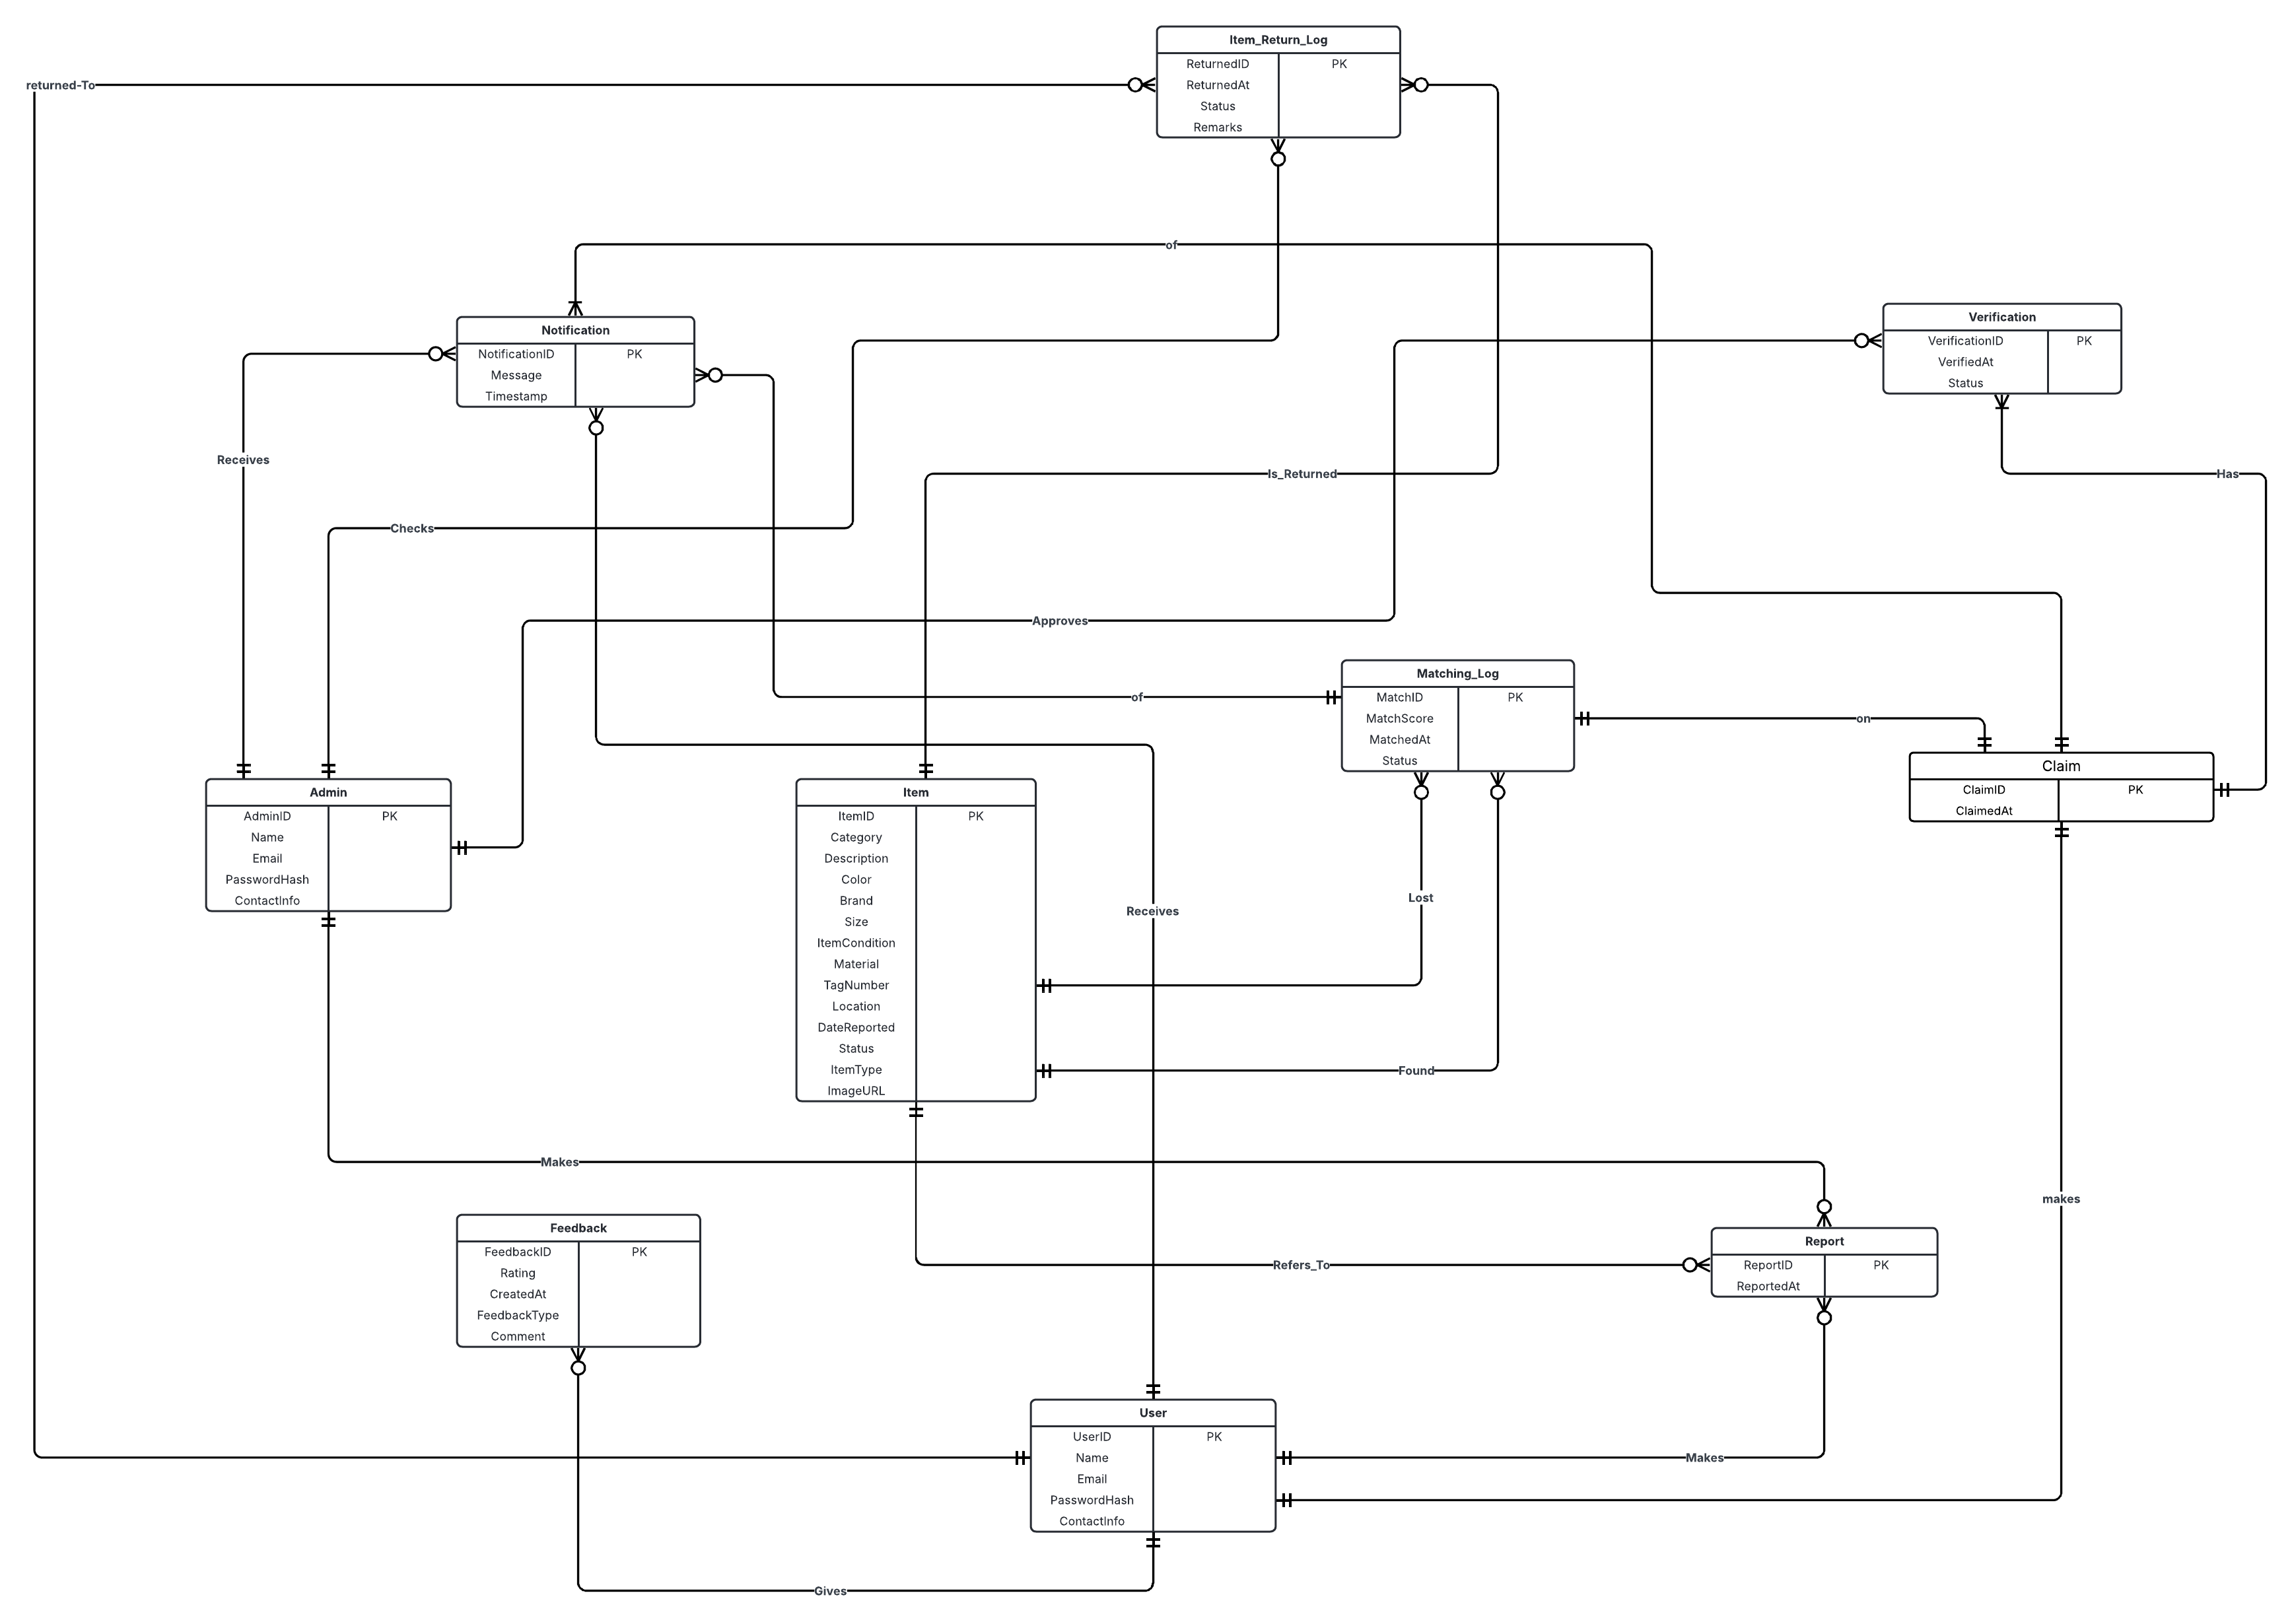 Item_Return_Log
ReturnedID PK
ReturnedAt
Status
Remarks
returned-To
of
Notification
NotificationID PK
Message
Timestamp
Verification
VerificationID PK
VerifiedAt
Status
Receives
Is_Returned
Has
Checks
Approves
Matching_Log
MatchID PK
MatchScore
MatchedAt
Status
of
on
Claim
ClaimID PK
ClaimedAt
Admin
AdminID PK
Name
Email
PasswordHash
ContactInfo
Item
ItemID PK
Category
Description
Color
Brand
Size
ItemCondition
Material
TagNumber
Location
DateReported
Status
ItemType
ImageURL
Lost
Receives
Found
Makes
makes
Feedback
FeedbackID PK
Rating
CreatedAt
FeedbackType
Comment
Refers_To
Report
ReportID PK
ReportedAt
User
UserID PK
Name
Email
PasswordHash
ContactInfo
Makes
Gives